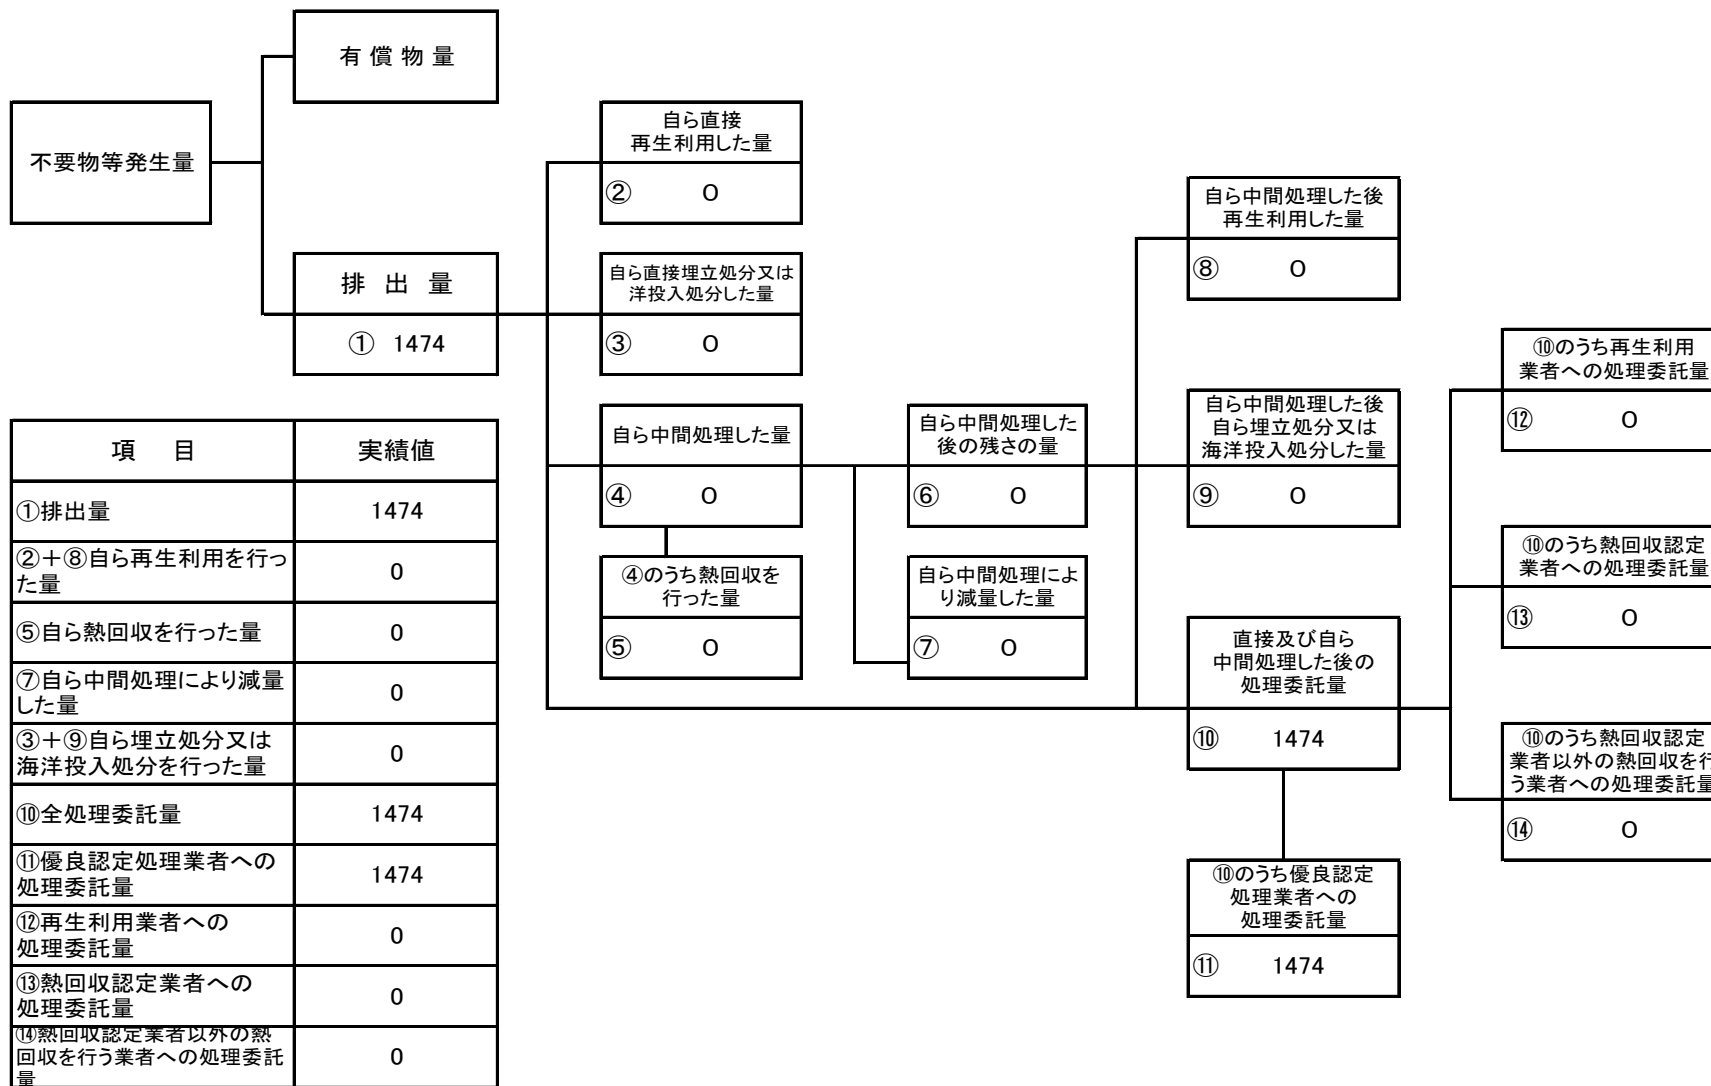 有償物量
不要物等発生量
排出量
① 1474
自ら直接
再生利用した量
② 0
自ら直接埋立処分又は
洋投入処分した量
③ 0
自ら中間処理した量
④ 0
④のうち熱回収を
行った量
⑤ 0
自ら中間処理した
後の残さの量
⑥ 0
自ら中間処理によ
り減量した量
⑦ 0
自ら中間処理した後
再生利用した量
⑧ 0
自ら中間処理した後
自ら埋立処分又は
海洋投入処分した量
⑨ 0
直接及び自ら
中間処理した後の
処理委託量
⑩ 1474
⑩のうち優良認定
処理業者への
処理委託量
⑪ 1474
⑩のうち再生利用
業者への処理委託量
⑫ 0
⑩のうち熱回収認定
業者への処理委託量
⑬ 0
⑩のうち熱回収認定
業者以外の熱回収を行
う業者への処理委託量
⑭ 0
項目 実績値
①排出量 1474
②+⑧自ら再生利用を行っ
た量 0
⑤自ら熱回収を行った量 0
⑦自ら中間処理により減量
した量 0
③+⑨自ら埋立処分又は
海洋投入処分を行った量 0
⑩全処理委託量 1474
⑪優良認定処理業者への
処理委託量 1474
⑫再生利用業者への
処理委託量 0
⑬熱回収認定業者への
処理委託量 0
⑭熱回収認定業者以外の熱
回収を行う業者への処理委託
量 0